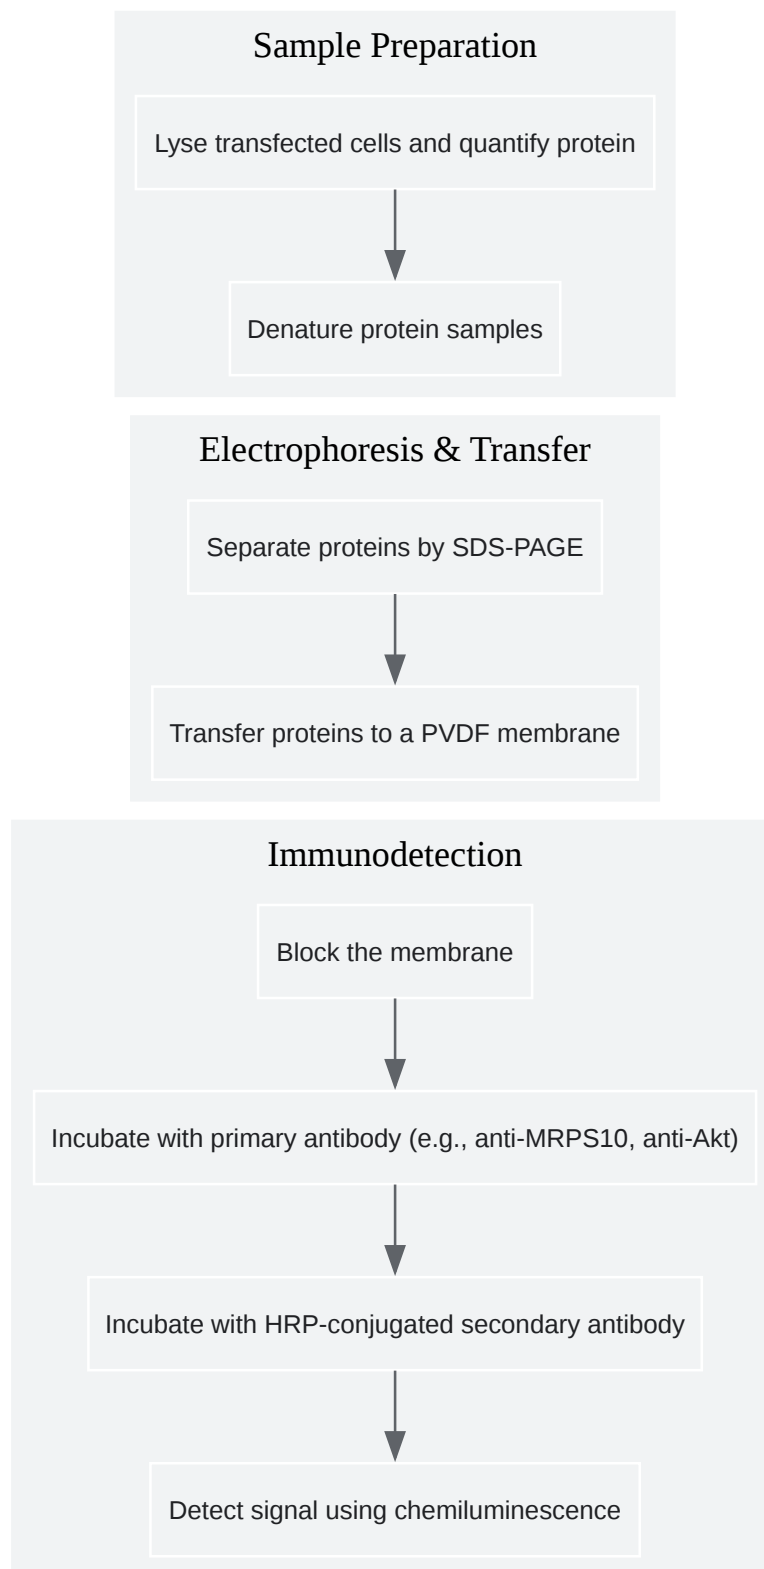 Sample Preparation
Lyse transfected cells and quantify protein
Denature protein samples
Electrophoresis & Transfer
Separate proteins by SDS-PAGE
Transfer proteins to a PVDF membrane
Immunodetection
Block the membrane
Incubate with primary antibody (e.g., anti-MRPS10, anti-Akt)
Incubate with HRP-conjugated secondary antibody
Detect signal using chemiluminescence